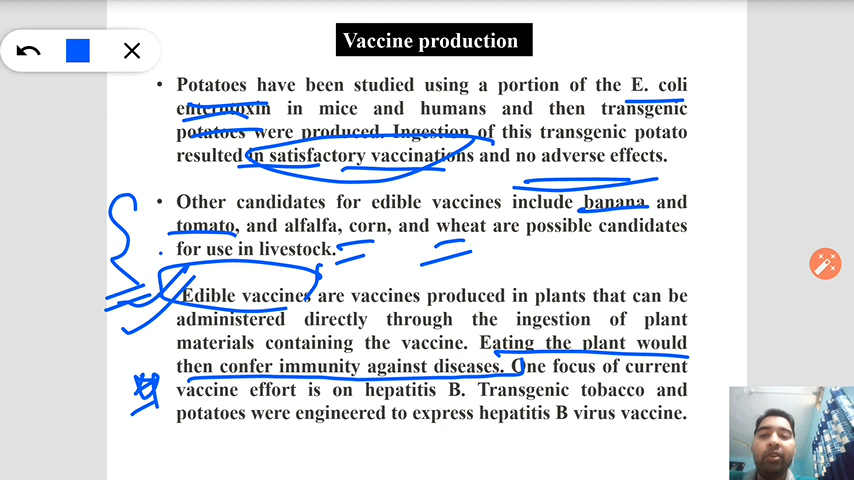 Vaccine production
• Potatoes have been studied using a portion of the E. coli
enterotoxin in mice and humans and then transgenic
potatoes were produced. Ingestion of this transgenic potato
resulted in satisfactory vaccinations and no adverse effects.
• Other candidates for edible vaccines include banana and
tomato, and alfalfa, corn, and wheat are possible candidates
for use in livestock.
Edible vaccines are vaccines produced in plants that can be
administered directly through the ingestion of plant
materials containing the vaccine. Eating the plant would
then confer immunity against diseases. One focus of current
vaccine effort is on hepatitis B. Transgenic tobacco and
potatoes were engineered to express hepatitis B virus vaccine.